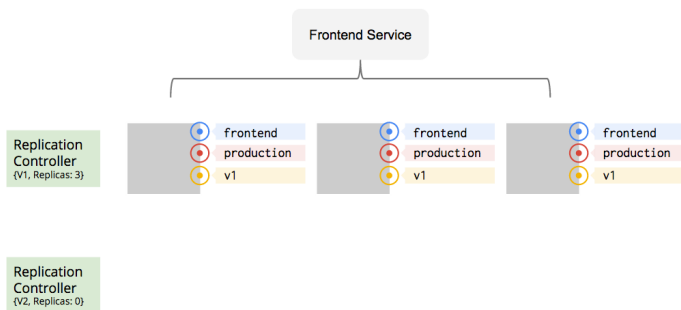 Frontend Service
Replication
Controller
{V1, Replicas: 3}
frontend
production
v1
frontend
production
v1
frontend
production
v1
Replication
Controller
{V2, Replicas: 0}